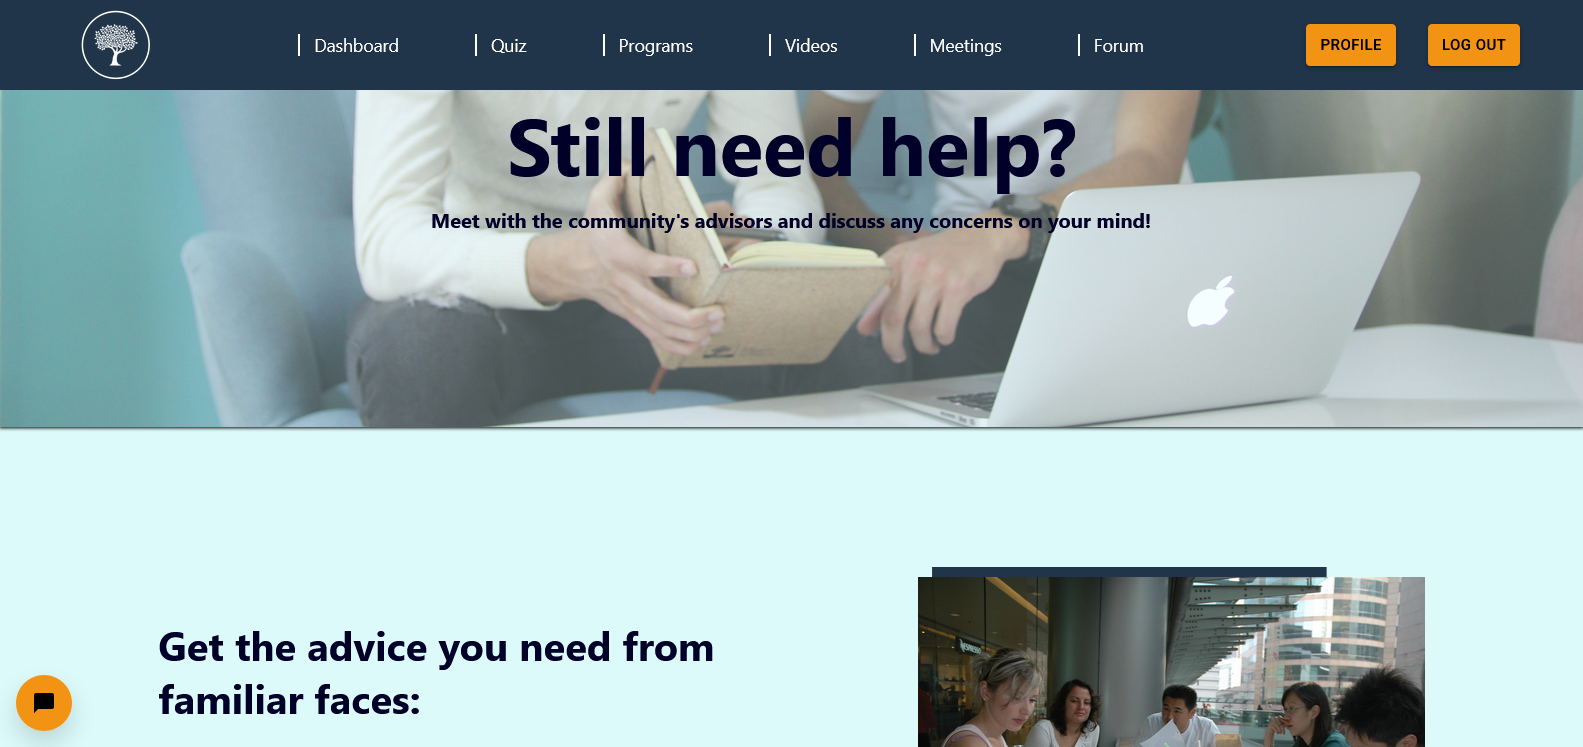 Dashboard
Quiz
Programs
Videos
Meetings
Forum
PROFILE
LOG OUT
Still need help?
Meet with the community's advisors and discuss any concerns on your mind!
Get the advice you need from
familiar faces: